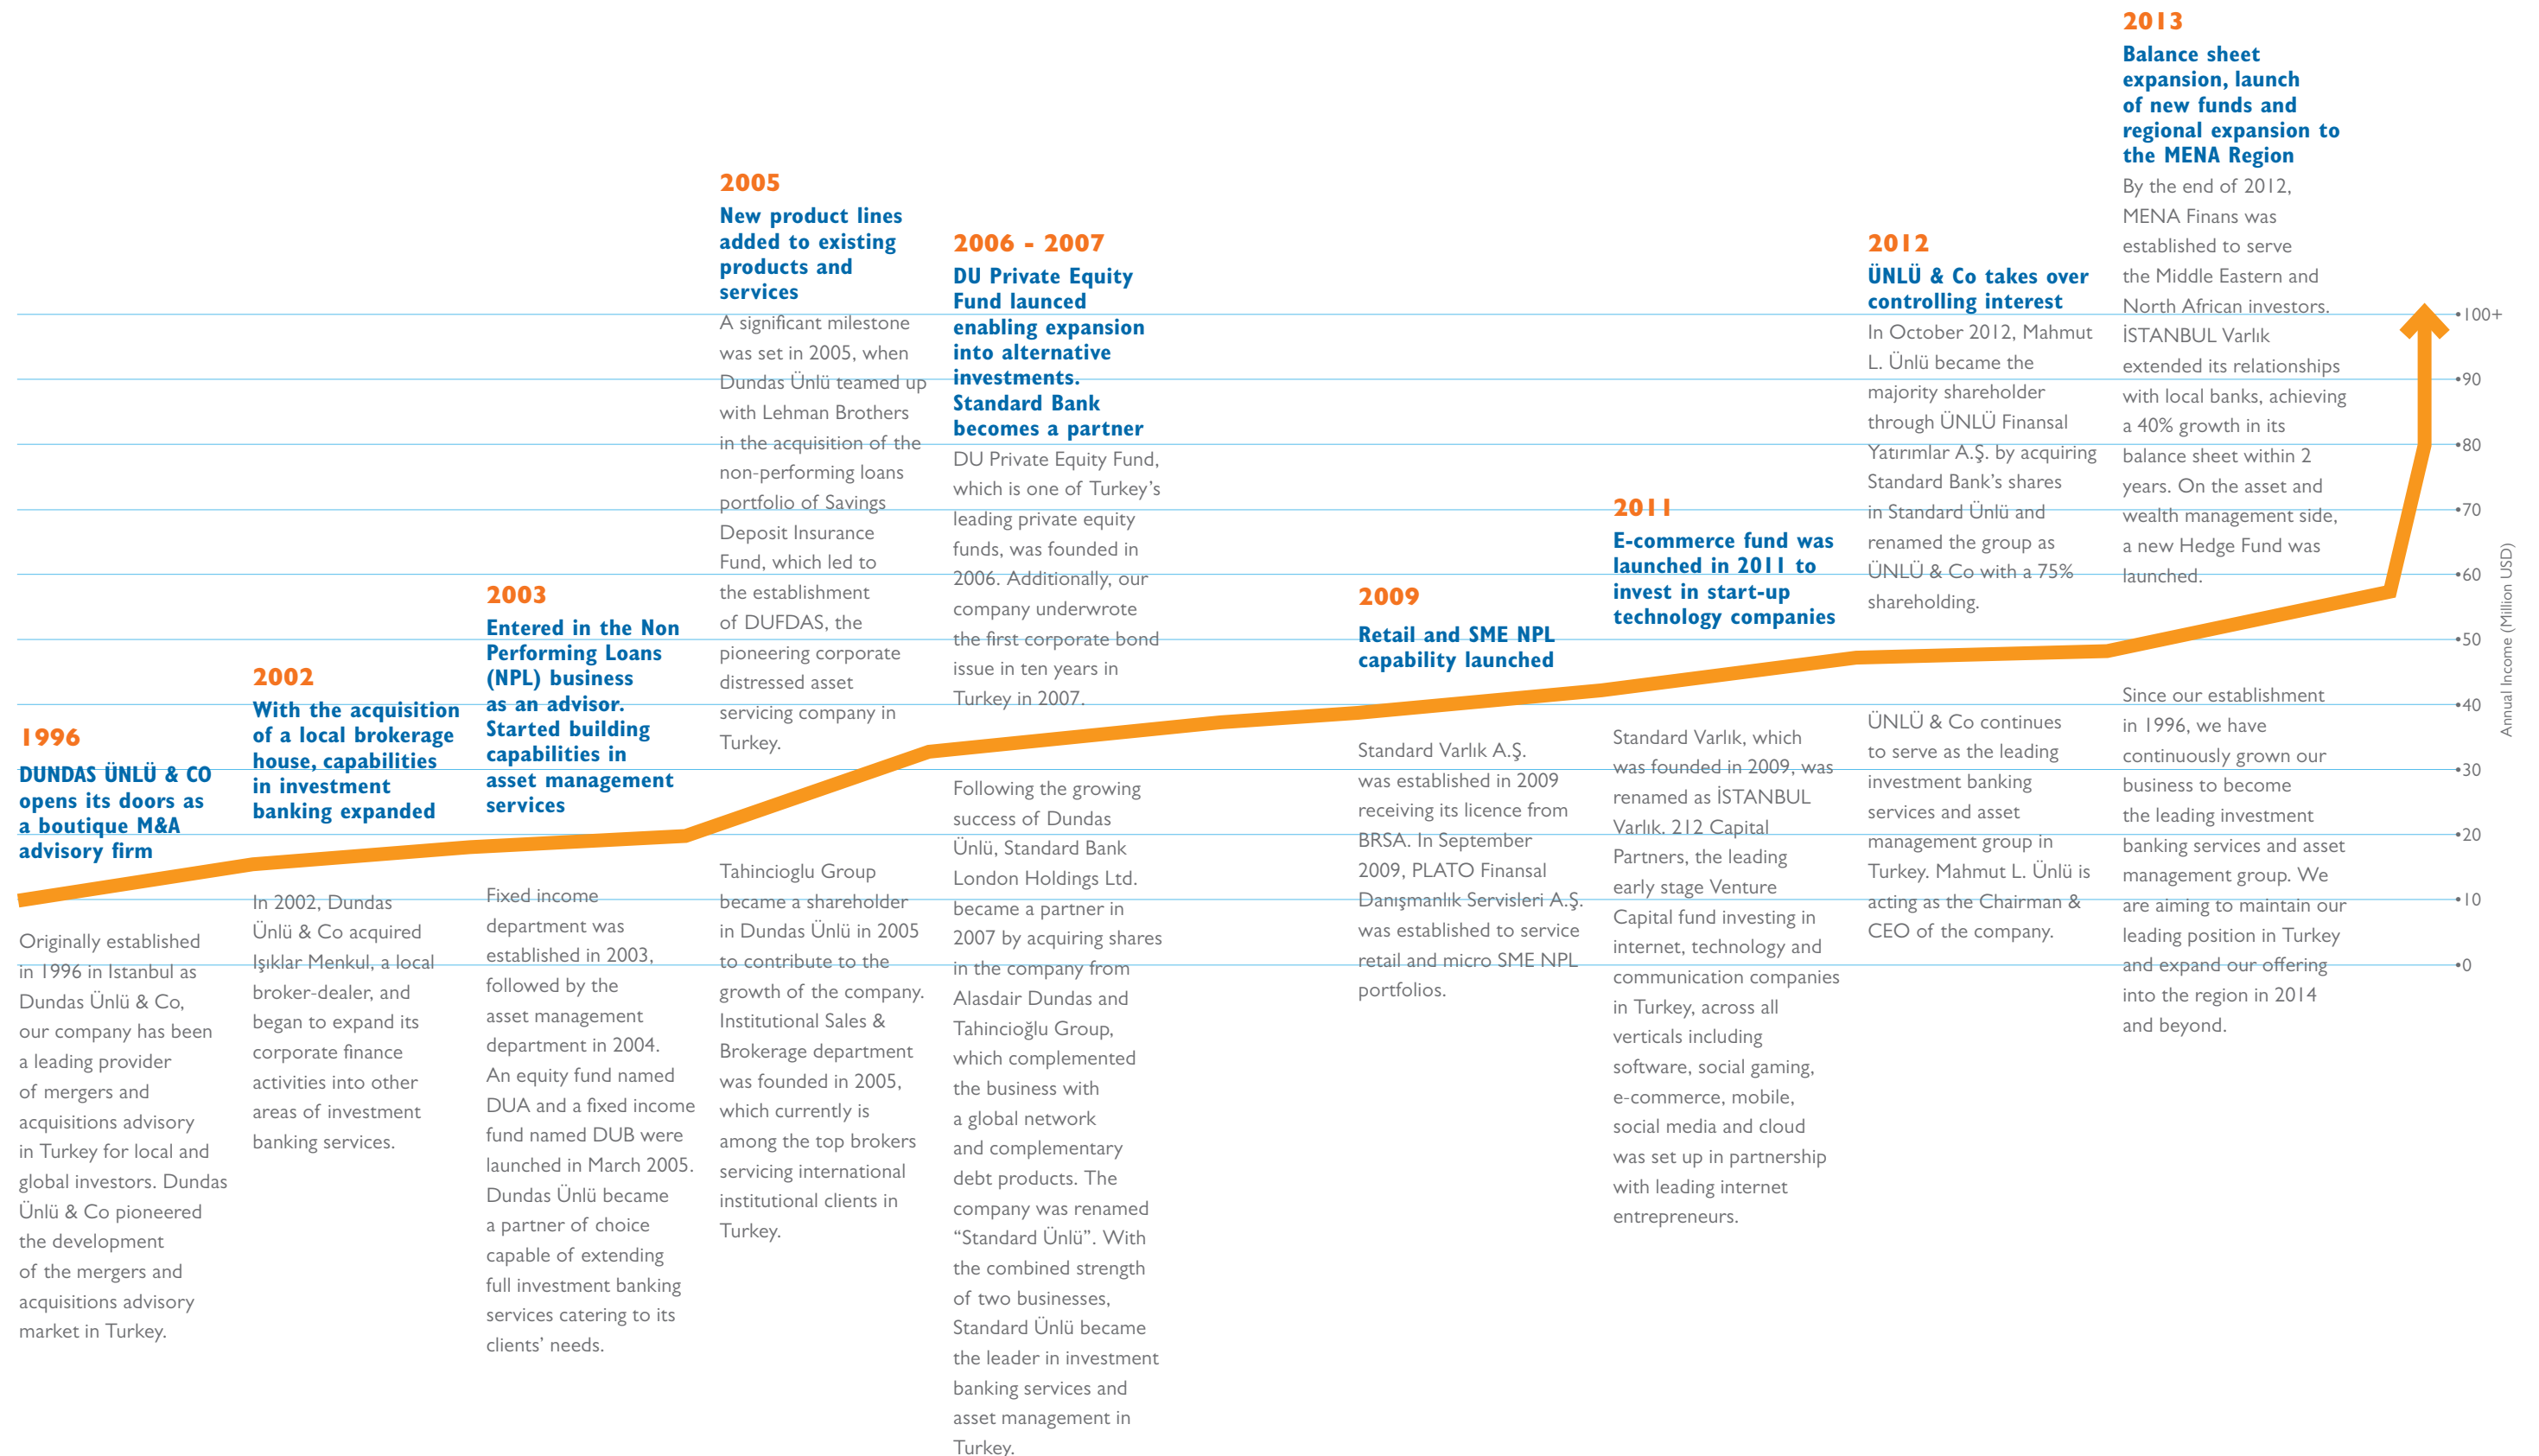 1996
DUNDAS ÜNLÜ & CO
opens its doors as
a boutique M&A
advisory firm
Originally established
in 1996 in Istanbul as
Dundas Ünlü & Co,
our company has been
a leading provider
of mergers and
acquisitions advisory
in Turkey for local and
global investors. Dundas
Ünlü & Co pioneered
the development
of the mergers and
acquisitions advisory
market in Turkey.
2002
With the acquisition
of a local brokerage
house, capabilities
in investment
banking expanded
In 2002, Dundas
Ünlü & Co acquired
Işıklar Menkul, a local
broker-dealer, and
began to expand its
corporate finance
activities into other
areas of investment
banking services.
2003
Entered in the Non
Performing Loans
(NPL) business
as an advisor.
Started building
capabilities in
asset management
services
Fixed income
department was
established in 2003,
followed by the
asset management
department in 2004.
An equity fund named
DUA and a fixed income
fund named DUB were
launched in March 2005.
Dundas Ünlü became
a partner of choice
capable of extending
full investment banking
services catering to its
clients’ needs.
2005
New product lines
added to existing
products and
services
A significant milestone
was set in 2005, when
Dundas Ünlü teamed up
with Lehman Brothers
in the acquisition of the
non-performing loans
portfolio of Savings
Deposit Insurance
Fund, which led to
the establishment
of DUFDAS, the
pioneering corporate
distressed asset
servicing company in
Turkey.
Tahincioglu Group
became a shareholder
in Dundas Ünlü in 2005
to contribute to the
growth of the company.
Institutional Sales &
Brokerage department
was founded in 2005,
which currently is
among the top brokers
servicing international
institutional clients in
Turkey.
2006 - 2007
DU Private Equity
Fund launced
enabling expansion
into alternative
investments.
Standard Bank
becomes a partner
DU Private Equity Fund,
which is one of Turkey’s
leading private equity
funds, was founded in
2006. Additionally, our
company underwrote
the first corporate bond
issue in ten years in
Turkey in 2007.
Following the growing
success of Dundas
Ünlü, Standard Bank
London Holdings Ltd.
became a partner in
2007 by acquiring shares
in the company from
Alasdair Dundas and
Tahincioğlu Group,
which complemented
the business with
a global network
and complementary
debt products. The
company was renamed
“Standard Ünlü”. With
the combined strength
of two businesses,
Standard Ünlü became
the leader in investment
banking services and
asset management in
Turkey.
2009
Retail and SME NPL
capability launched
Standard Varlık A.Ş.
was established in 2009
receiving its licence from
BRSA. In September
2009, PLATO Finansal
Danışmanlık Servisleri A.Ş.
was established to service
retail and micro SME NPL
portfolios.
2011
E-commerce fund was
launched in 2011 to
invest in start-up
technology companies
Standard Varlık, which
was founded in 2009, was
renamed as İSTANBUL
Varlık. 212 Capital
Partners, the leading
early stage Venture
Capital fund investing in
internet, technology and
communication companies
in Turkey, across all
verticals including
software, social gaming,
e-commerce, mobile,
social media and cloud
was set up in partnership
with leading internet
entrepreneurs.
2012
ÜNLÜ & Co takes over
controlling interest
In October 2012, Mahmut
L. Ünlü became the
majority shareholder
through ÜNLÜ Finansal
Yatırımlar A.Ş. by acquiring
Standard Bank’s shares
in Standard Ünlü and
renamed the group as
ÜNLÜ & Co with a 75%
shareholding.
ÜNLÜ & Co continues
to serve as the leading
investment banking
services and asset
management group in
Turkey. Mahmut L. Ünlü is
acting as the Chairman &
CEO of the company.
2013
Balance sheet
expansion, launch
of new funds and
regional expansion to
the MENA Region
By the end of 2012,
MENA Finans was
established to serve
the Middle Eastern and
North African investors.
İSTANBUL Varlık
extended its relationships
with local banks, achieving
a 40% growth in its
balance sheet within 2
years. On the asset and
wealth management side,
a new Hedge Fund was
launched.
Since our establishment
in 1996, we have
continuously grown our
business to become
the leading investment
banking services and asset
management group. We
are aiming to maintain our
leading position in Turkey
and expand our offering
into the region in 2014
and beyond.
•100+
•90
•80
•70
•60
•50
•40
•30
•20
•10
•0
Annual Income (Million USD)